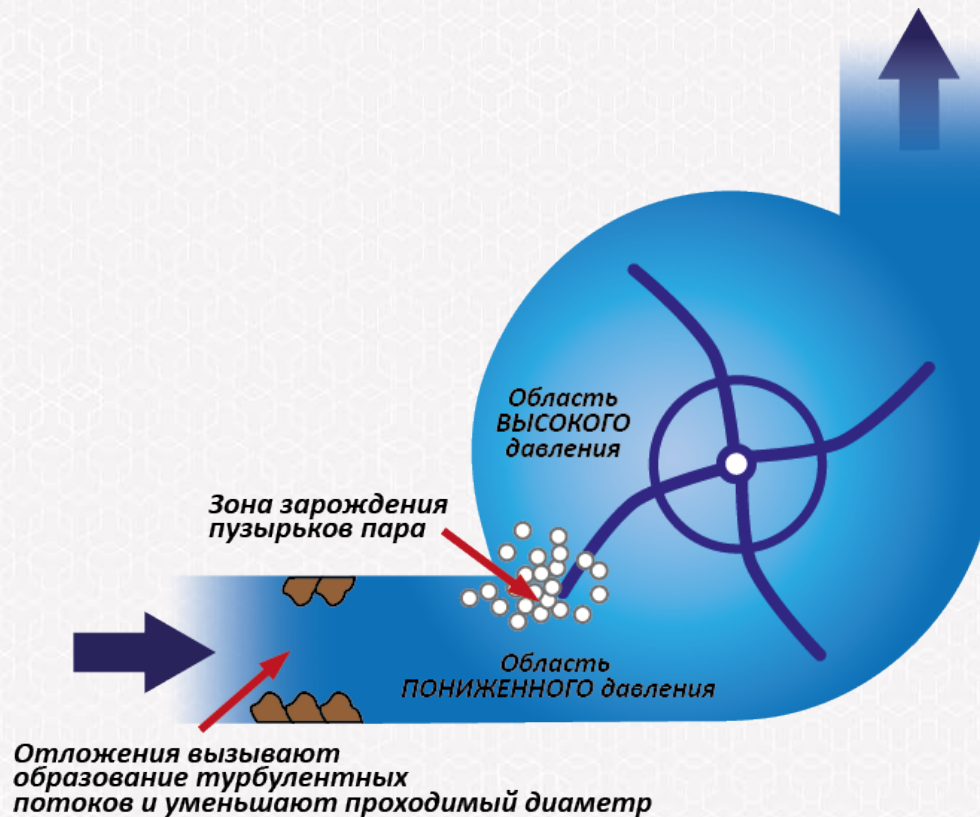 Область
ВЫСОКОГО
давления
Зона зарождения
пузырьков пара
Область
ПОНИЖЕННОГО давления
Отложения вызывают
образование турбулентных
потоков и уменьшают проходимый диаметр